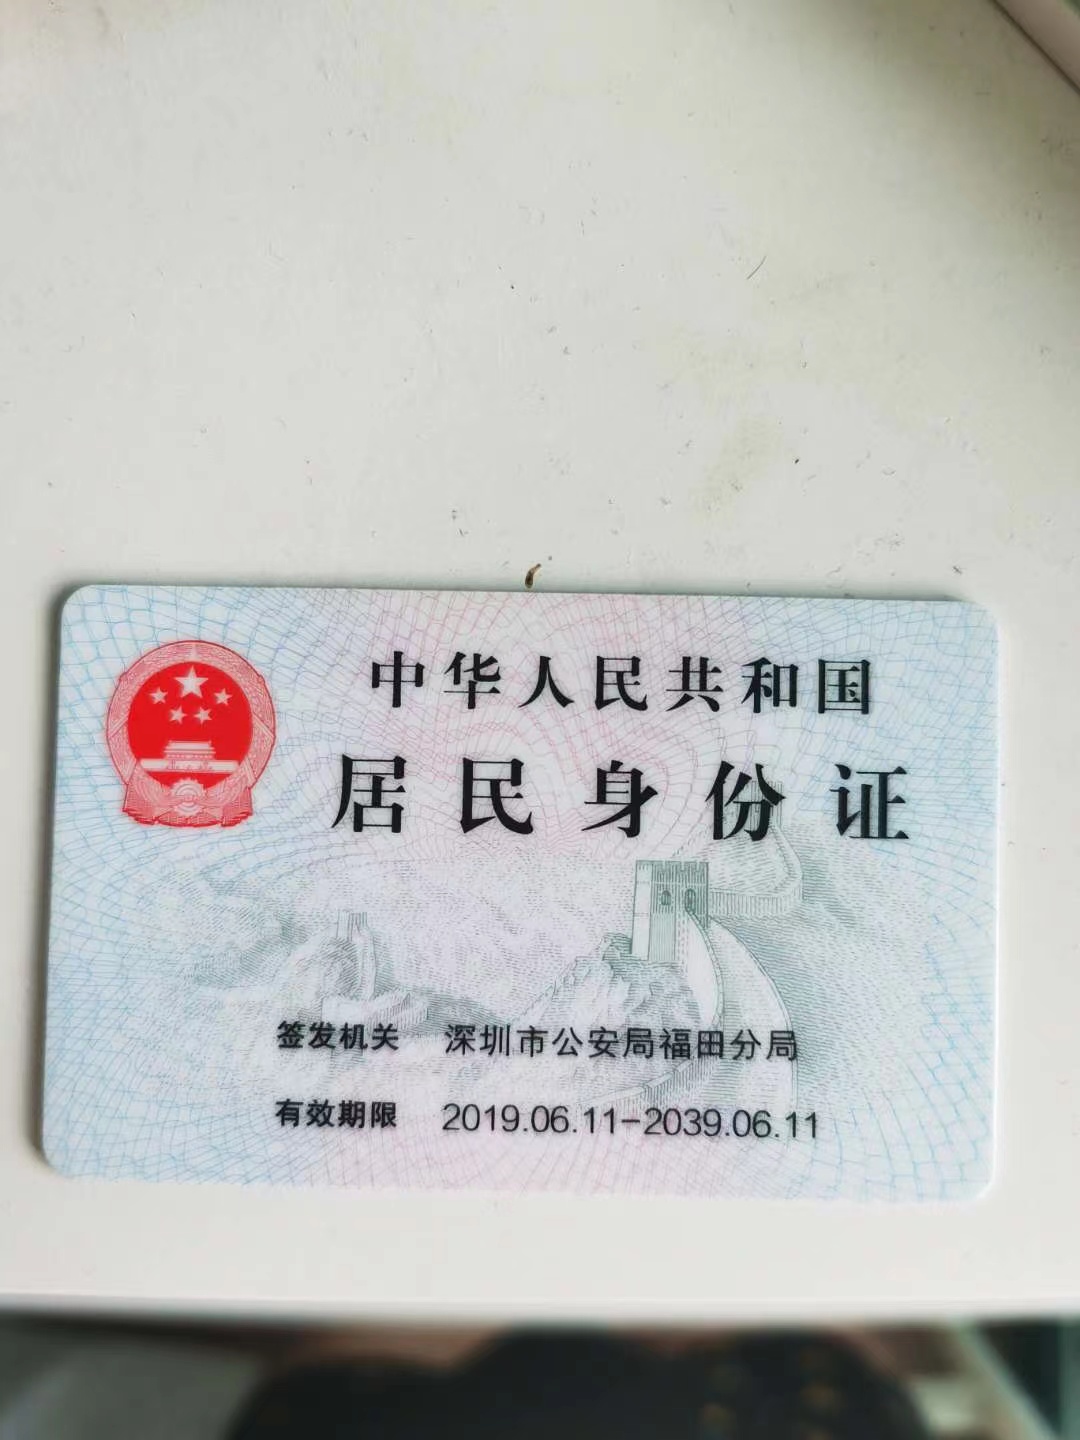 中华人民共和国
居民身份证
签发机关 深圳市公安局福田分局
有效期限 2019.06.11-2039.06.11